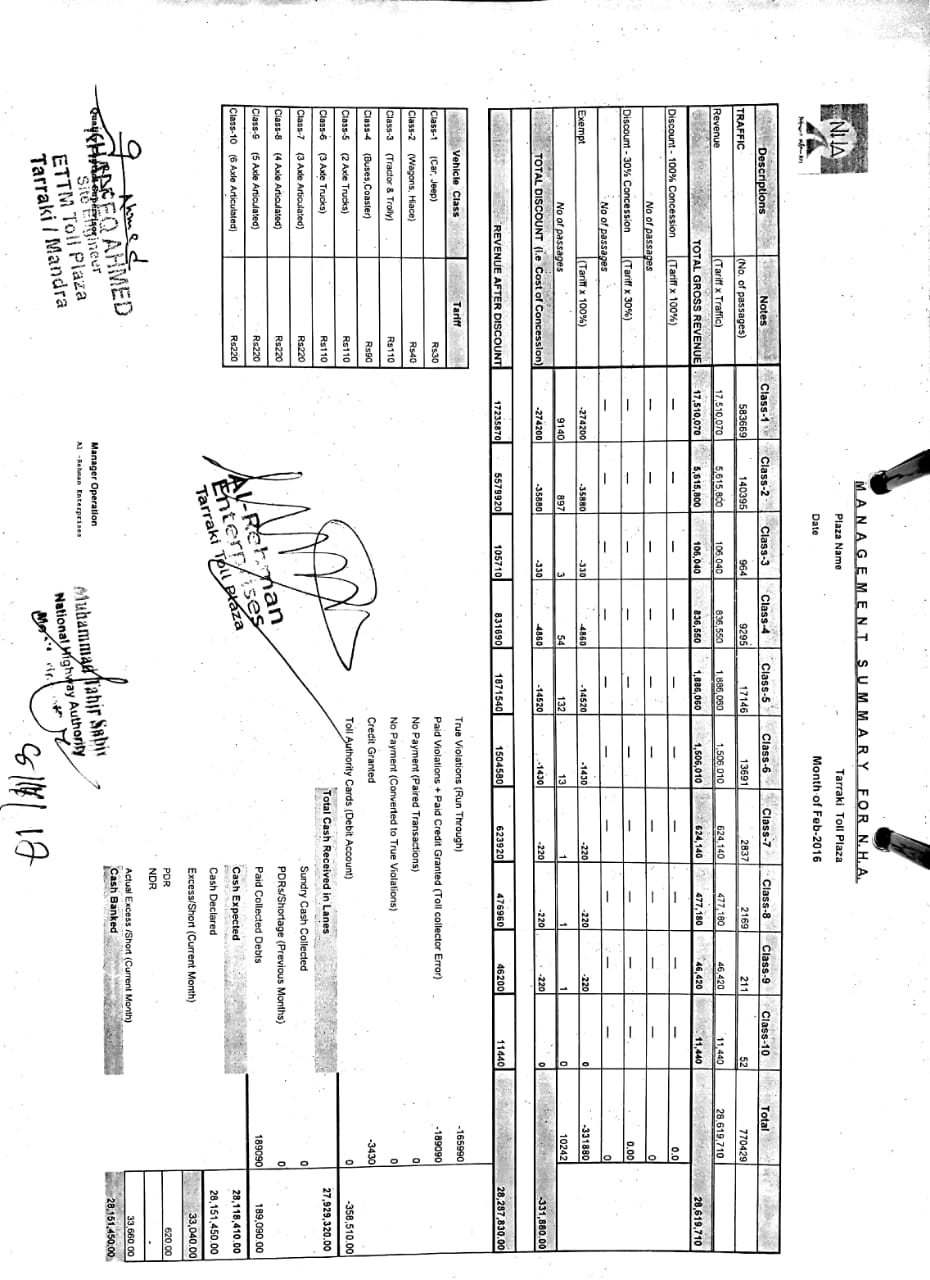 NHA
MANAGEMENT SUMMARY FOR N.H.A.
Plaza Name Tarraki Toll Plaza
Date Month of Feb-2016
Descriptions Notes Class-1 Class-2 Class-3 Class-4 Class-5 Class-6 Class-7 Class-8 Class-9 Class-10 Total
TRAFFIC (No. of passages) 583669 140395 964 9295 17146 13691 2837 2169 211 52 770429
Revenue (Tariff x Traffic) 17,510,070 5,615,800 106,040 836,550 1,886,060 1,506,010 624,140 477,180 46,420 11,440 28,619,710
TOTAL GROSS REVENUE 17,510,070 5,615,800 106,040 836,550 1,886,060 1,506,010 624,140 477,180 46,420 11,440 28,619,710
Discount - 100% Concession (Tariff x 100%) — — — — — — — — — — 0.0
No of passages — — — — — — — — — — 0
Discount - 30% Concession (Tariff x 30%) — — — — — — — — — — 0.00
No of passages — — — — — — — — — — 0
Exempt (Tariff x 100%) -274200 -35880 -330 -4860 -14520 -1430 -220 -220 -220 0 -331880
No of passages 9140 897 3 54 132 13 1 1 1 0 10242
TOTAL DISCOUNT (i.e Cost of Concession) -274200 -35880 -330 -4860 -14520 -1430 -220 -220 -220 0 -331,880.00
REVENUE AFTER DISCOUNT 17235870 5579920 105710 831690 1871540 1504580 623920 476960 46200 11440 28,287,830.00
Vehicle Class Tariff
Class-1 (Car, Jeep) Rs30
Class-2 (Wagons, Hiace) Rs40
Class-3 (Tractor & Trolly) Rs110
Class-4 (Buses,Coaster) Rs90
Class-5 (2 Axle Trucks) Rs110
Class-6 (3 Axle Trucks) Rs110
Class-7 (3 Axle Articulated) Rs220
Class-8 (4 Axle Articulated) Rs220
Class-9 (5 Axle Articulated) Rs220
Class-10 (6 Axle Articulated) Rs220
True Violations (Run Through) -165990
Paid Violations + Paid Credit Granted (Toll collector Error) -189090
No Payment (Paired Transactions) 0
No Payment (Converted to True Violations) 0
Credit Granted -3430
Toll Authority Cards (Debit Account) 0 -358,510.00
Total Cash Received in Lanes 27,929,320.00
Sundry Cash Collected 0
PDRs/Shortage (Previous Months) 0
Paid Collected Debts 189090 189,090.00
Cash Expected 28,118,410.00
Cash Declared 28,151,450.00
Excess/Short (Current Month) 33,040.00
PDR 620.00
NDR -
Actual Excess /Short (Current Month) 33,660.00
Cash Banked 28,151,450.00
Al-Rehman
Enterprises
Tarraki Toll Plaza
AHMED
Site Engineer
ETTM Toll Plaza
Tarraki / Mandra
Manager Operation
Al -Rehman Enterprises
Muhammad Tahir Sabir
National Highway Authority